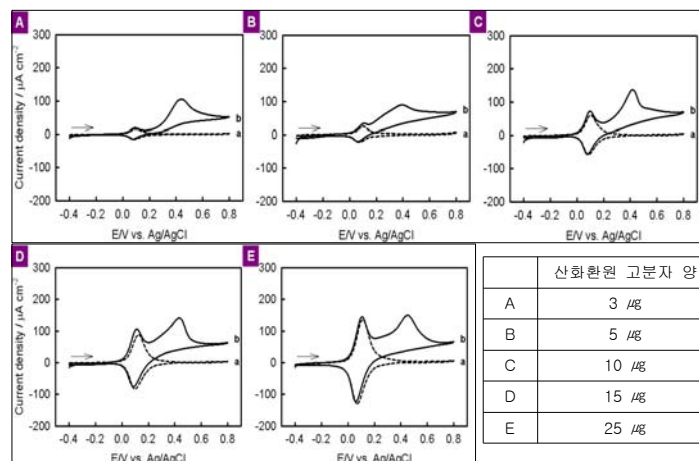 A
B
C
300
200
100
0
-100
-200
Current density / μA cm⁻²
b
a
-0.4 -0.2 0.0 0.2 0.4 0.6 0.8
E/V vs. Ag/AgCl
300
200
100
0
-100
-200
b
a
-0.4 -0.2 0.0 0.2 0.4 0.6 0.8
E/V vs. Ag/AgCl
300
200
100
0
-100
-200
b
a
-0.4 -0.2 0.0 0.2 0.4 0.6 0.8
E/V vs. Ag/AgCl
D
E
300
200
100
0
-100
-200
Current density / μA cm⁻²
b
a
-0.4 -0.2 0.0 0.2 0.4 0.6 0.8
E/V vs. Ag/AgCl
300
200
100
0
-100
-200
b
a
-0.4 -0.2 0.0 0.2 0.4 0.6 0.8
E/V vs. Ag/AgCl
산화환원 고분자 양
A 3 ㎍
B 5 ㎍
C 10 ㎍
D 15 ㎍
E 25 ㎍